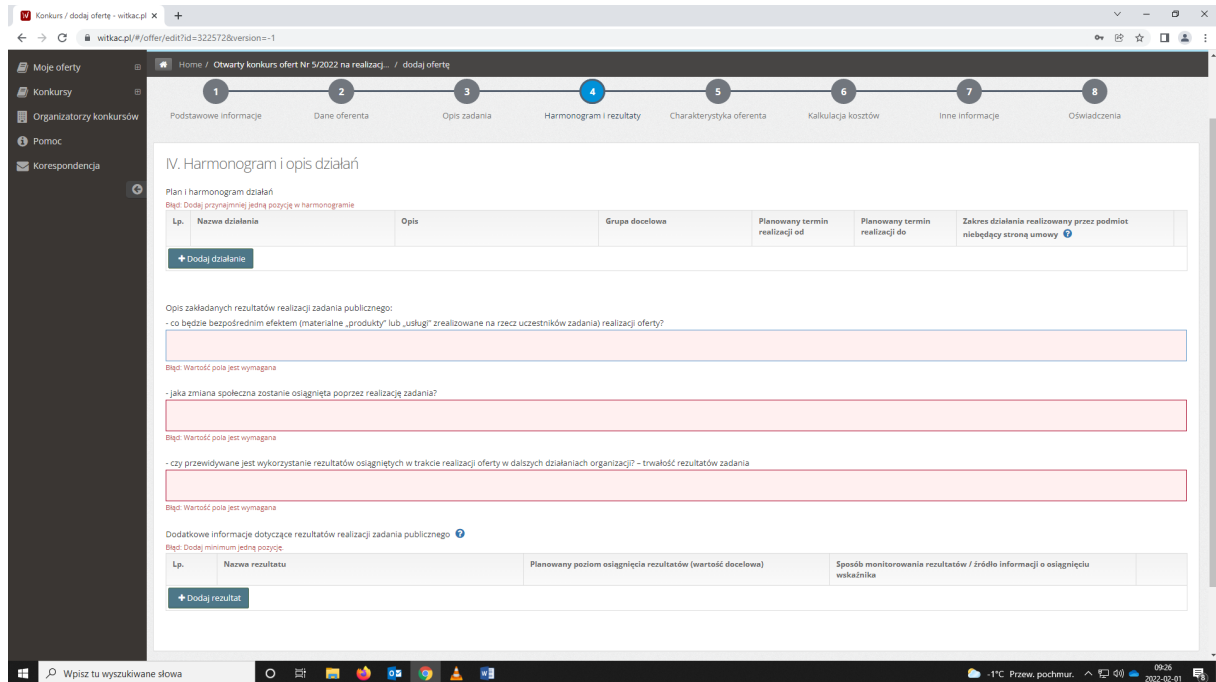 Konkurs / dodaj ofertę - witkac.pl
witkac.pl/#/offer/edit?id=322572&version=-1
Moje oferty
Konkursy
Organizatorzy konkursów
Pomoc
Korespondencja
Home / Otwarty konkurs ofert Nr 5/2022 na realizacj... / dodaj ofertę
1 2 3 4 5 6 7 8
Podstawowe informacje Dane oferenta Opis zadania Harmonogram i rezultaty Charakterystyka oferenta Kalkulacja kosztów Inne informacje Oświadczenia
IV. Harmonogram i opis działań
Plan i harmonogram działań
Błąd: Dodaj przynajmniej jedną pozycję w harmonogramie
Lp. Nazwa działania Opis Grupa docelowa Planowany termin realizacji od Planowany termin realizacji do Zakres działania realizowany przez podmiot niebędący stroną umowy
Dodaj działanie
Opis zakładanych rezultatów realizacji zadania publicznego:
- co będzie bezpośrednim efektem (materialne „produkty” lub „usługi” zrealizowane na rzecz uczestników zadania) realizacji oferty?
Błąd: Wartość pola jest wymagana
- jaka zmiana społeczna zostanie osiągnięta poprzez realizację zadania?
Błąd: Wartość pola jest wymagana
- czy przewidywane jest wykorzystanie rezultatów osiągniętych w trakcie realizacji oferty w dalszych działaniach organizacji? – trwałość rezultatów zadania
Błąd: Wartość pola jest wymagana
Dodatkowe informacje dotyczące rezultatów realizacji zadania publicznego
Błąd: Dodaj minimum jedną pozycję.
Lp. Nazwa rezultatu Planowany poziom osiągnięcia rezultatów (wartość docelowa) Sposób monitorowania rezultatów / źródło informacji o osiągnięciu wskaźnika
Dodaj rezultat
Wpisz tu wyszukiwane słowa
-1°C Przew. pochmur.
09:26
2022-02-01